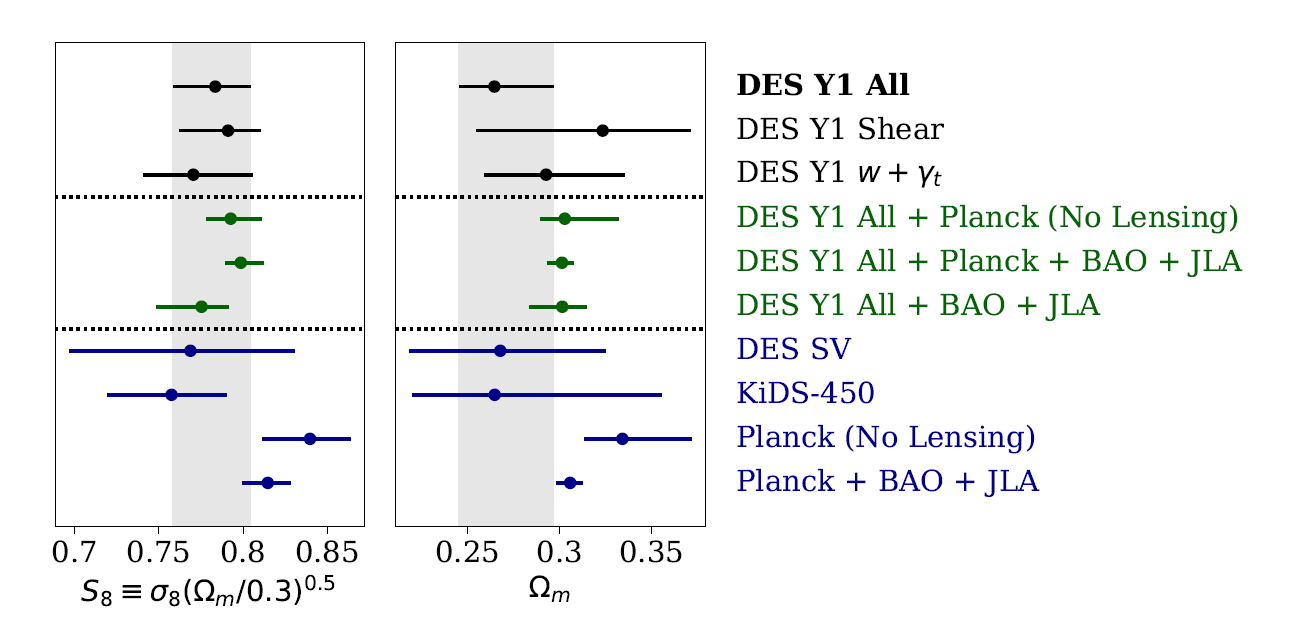 DES Y1 All
DES Y1 Shear
DES Y1 w + γt
DES Y1 All + Planck (No Lensing)
DES Y1 All + Planck + BAO + JLA
DES Y1 All + BAO + JLA
DES SV
KiDS-450
Planck (No Lensing)
Planck + BAO + JLA
0.7 0.75 0.8 0.85 0.25 0.3 0.35
S8 ≡ σ8(Ωm/0.3)^0.5 Ωm